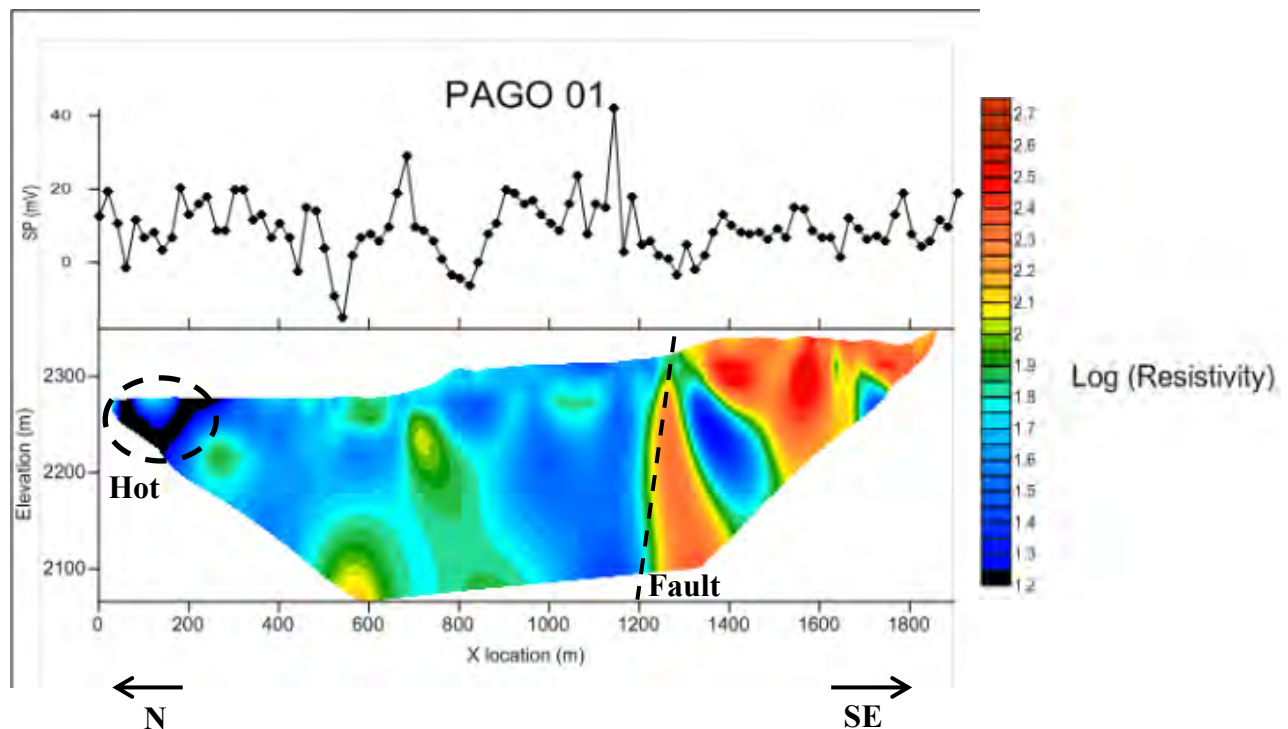 PAGO 01
40
20
0
SP (mV)
2300
2200
2100
Elevation (m)
Hot
Fault
0 200 400 600 800 1000 1200 1400 1600 1800
X location (m)
N
SE
2.7
2.6
2.5
2.4
2.3
2.2
2.1
2
1.9
1.8
1.7
1.6
1.5
1.4
1.3
1.2
Log (Resistivity)